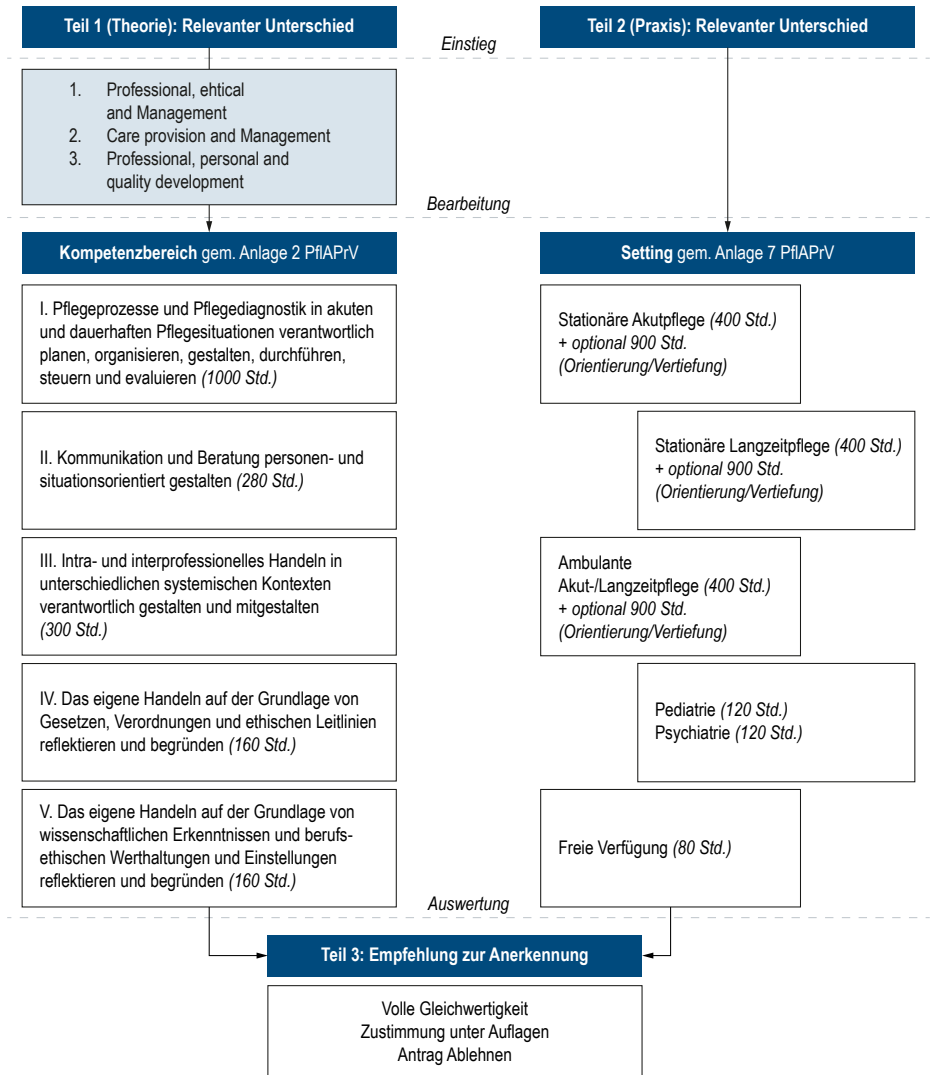 Teil 1 (Theorie): Relevanter Unterschied
Teil 2 (Praxis): Relevanter Unterschied
Einstieg
1. Professional, ehtical
and Management
2. Care provision and Management
3. Professional, personal and
quality development
Bearbeitung
Kompetenzbereich gem. Anlage 2 PflAPrV
I. Pflegeprozesse und Pflegediagnostik in akuten
und dauerhaften Pflegesituationen verantwortlich
planen, organisieren, gestalten, durchführen,
steuern und evaluieren (1000 Std.)
II. Kommunikation und Beratung personen- und
situationsorientiert gestalten (280 Std.)
III. Intra- und interprofessionelles Handeln in
unterschiedlichen systemischen Kontexten
verantwortlich gestalten und mitgestalten
(300 Std.)
IV. Das eigene Handeln auf der Grundlage von
Gesetzen, Verordnungen und ethischen Leitlinien
reflektieren und begründen (160 Std.)
V. Das eigene Handeln auf der Grundlage von
wissenschaftlichen Erkenntnissen und berufs-
ethischen Werthaltungen und Einstellungen
reflektieren und begründen (160 Std.)
Setting gem. Anlage 7 PflAPrV
Stationäre Akutpflege (400 Std.)
+ optional 900 Std.
(Orientierung/Vertiefung)
Stationäre Langzeitpflege (400 Std.)
+ optional 900 Std.
(Orientierung/Vertiefung)
Ambulante
Akut-/Langzeitpflege (400 Std.)
+ optional 900 Std.
(Orientierung/Vertiefung)
Pediatrie (120 Std.)
Psychiatrie (120 Std.)
Freie Verfügung (80 Std.)
Auswertung
Teil 3: Empfehlung zur Anerkennung
Volle Gleichwertigkeit
Zustimmung unter Auflagen
Antrag Ablehnen